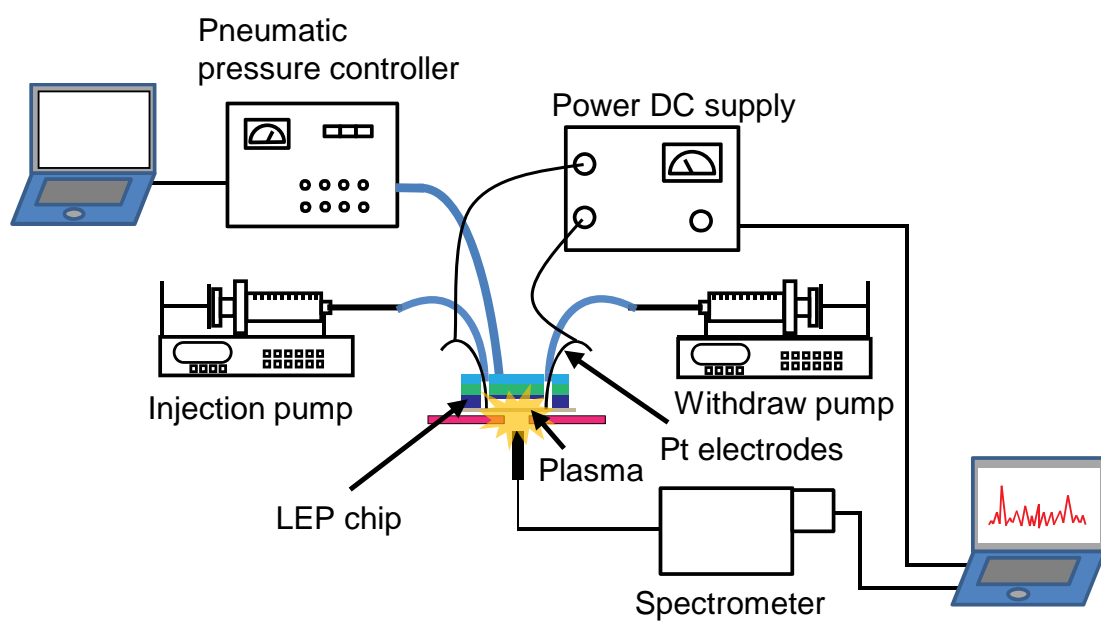 Pneumatic
pressure controller
Power DC supply
Injection pump
Withdraw pump
Pt electrodes
Plasma
LEP chip
Spectrometer